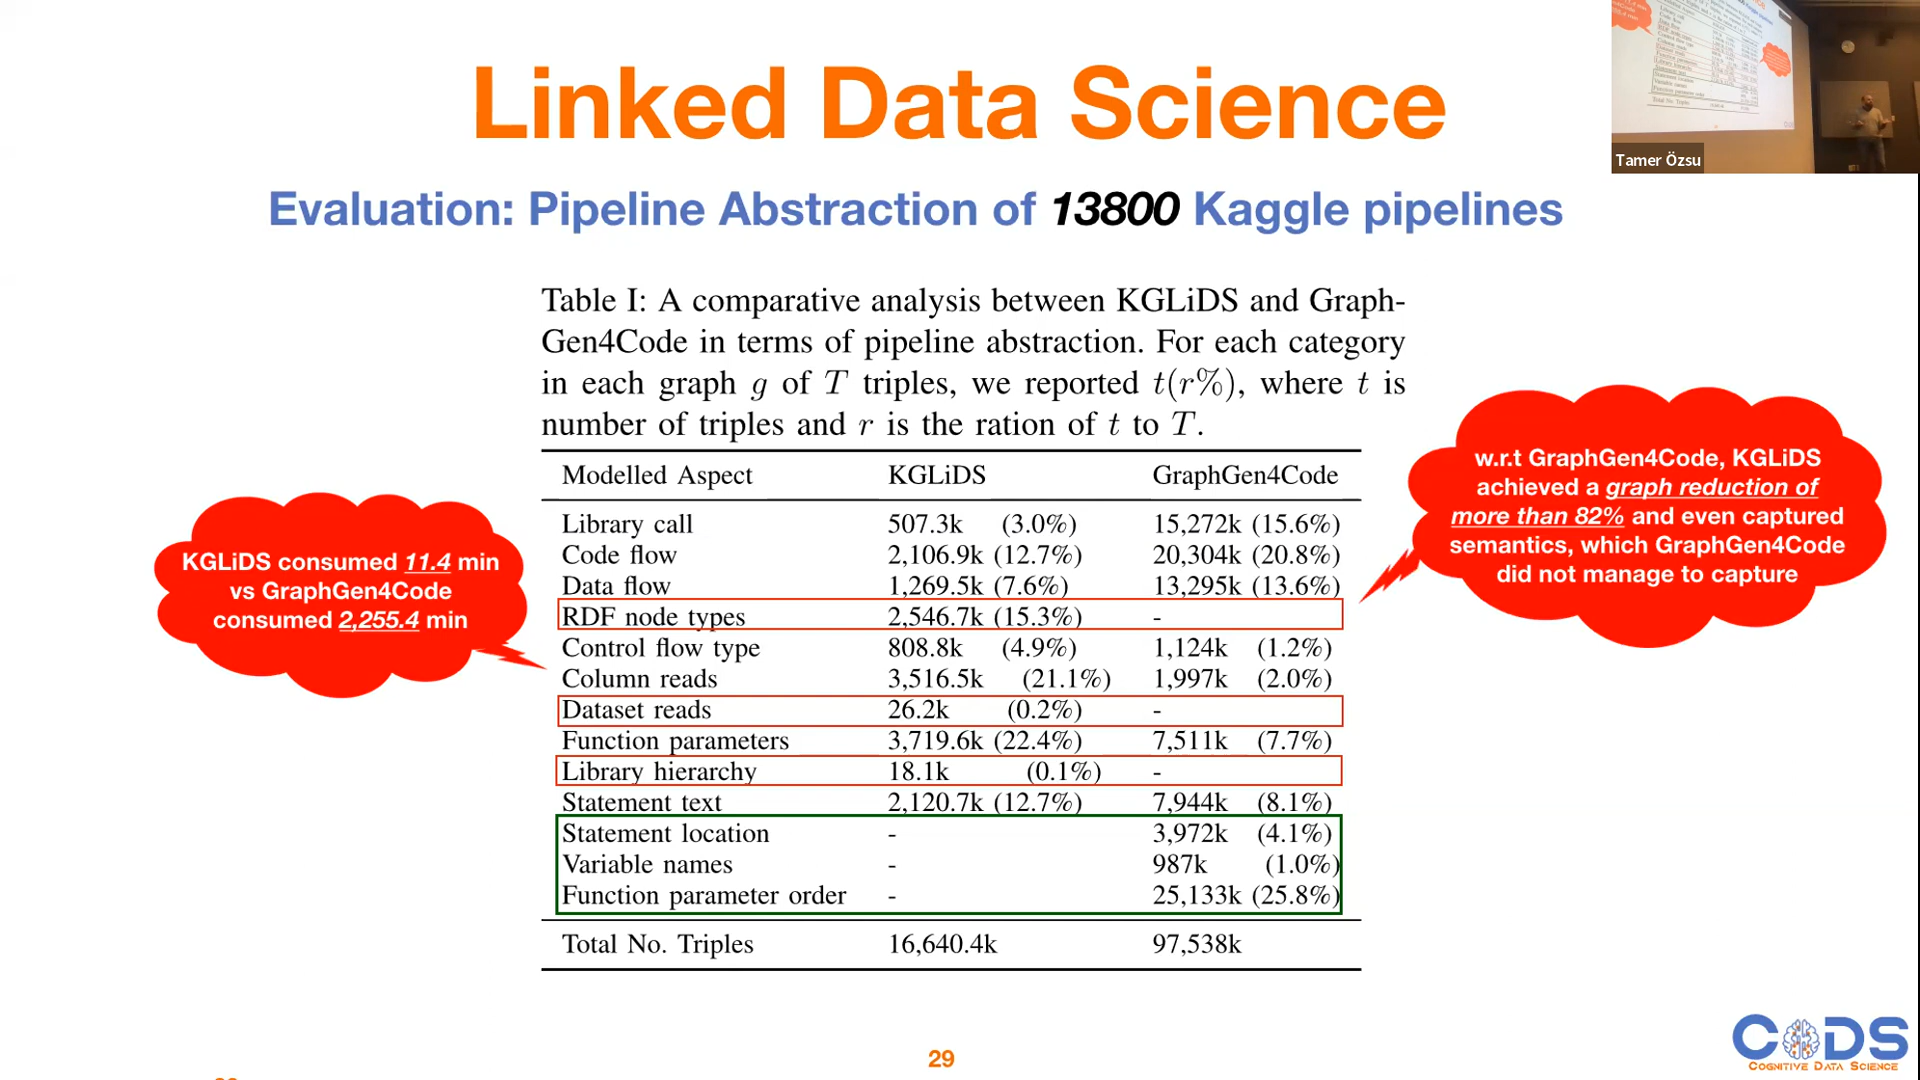 Linked Data Science
Tamer Özsu
Evaluation: Pipeline Abstraction of 13800 Kaggle pipelines
Table I: A comparative analysis between KGLiDS and Graph-
Gen4Code in terms of pipeline abstraction. For each category
in each graph g of T triples, we reported t(r%), where t is
number of triples and r is the ration of t to T.
Modelled Aspect KGLiDS GraphGen4Code
Library call 507.3k (3.0%) 15,272k (15.6%)
Code flow 2,106.9k (12.7%) 20,304k (20.8%)
Data flow 1,269.5k (7.6%) 13,295k (13.6%)
RDF node types 2,546.7k (15.3%) -
Control flow type 808.8k (4.9%) 1,124k (1.2%)
Column reads 3,516.5k (21.1%) 1,997k (2.0%)
Dataset reads 26.2k (0.2%) -
Function parameters 3,719.6k (22.4%) 7,511k (7.7%)
Library hierarchy 18.1k (0.1%) -
Statement text 2,120.7k (12.7%) 7,944k (8.1%)
Statement location - 3,972k (4.1%)
Variable names - 987k (1.0%)
Function parameter order - 25,133k (25.8%)
Total No. Triples 16,640.4k 97,538k
KGLiDS consumed 11.4 min
vs GraphGen4Code
consumed 2,255.4 min
w.r.t GraphGen4Code, KGLiDS
achieved a graph reduction of
more than 82% and even captured
semantics, which GraphGen4Code
did not manage to capture
29
CODS
COGNITIVE DATA SCIENCE